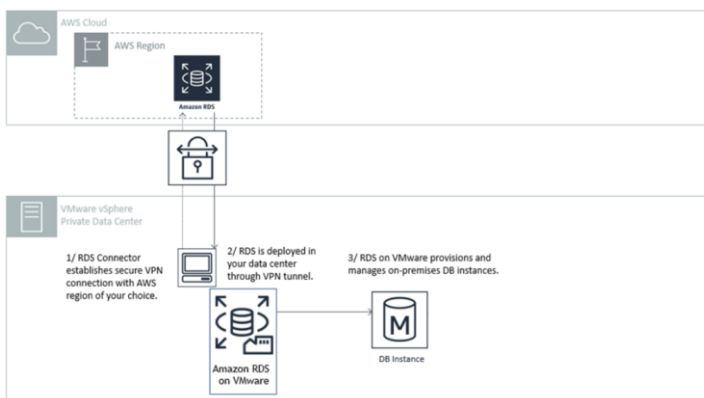 AWS Cloud
AWS Region
Amazon RDS
VMware vSphere
Private Data Center
1/ RDS Connector
establishes secure VPN
connection with AWS
region of your choice.
2/ RDS is deployed in
your data center
through VPN tunnel.
3/ RDS on VMware provisions and
manages on-premises DB instances.
M
DB Instance
Amazon RDS
on VMware